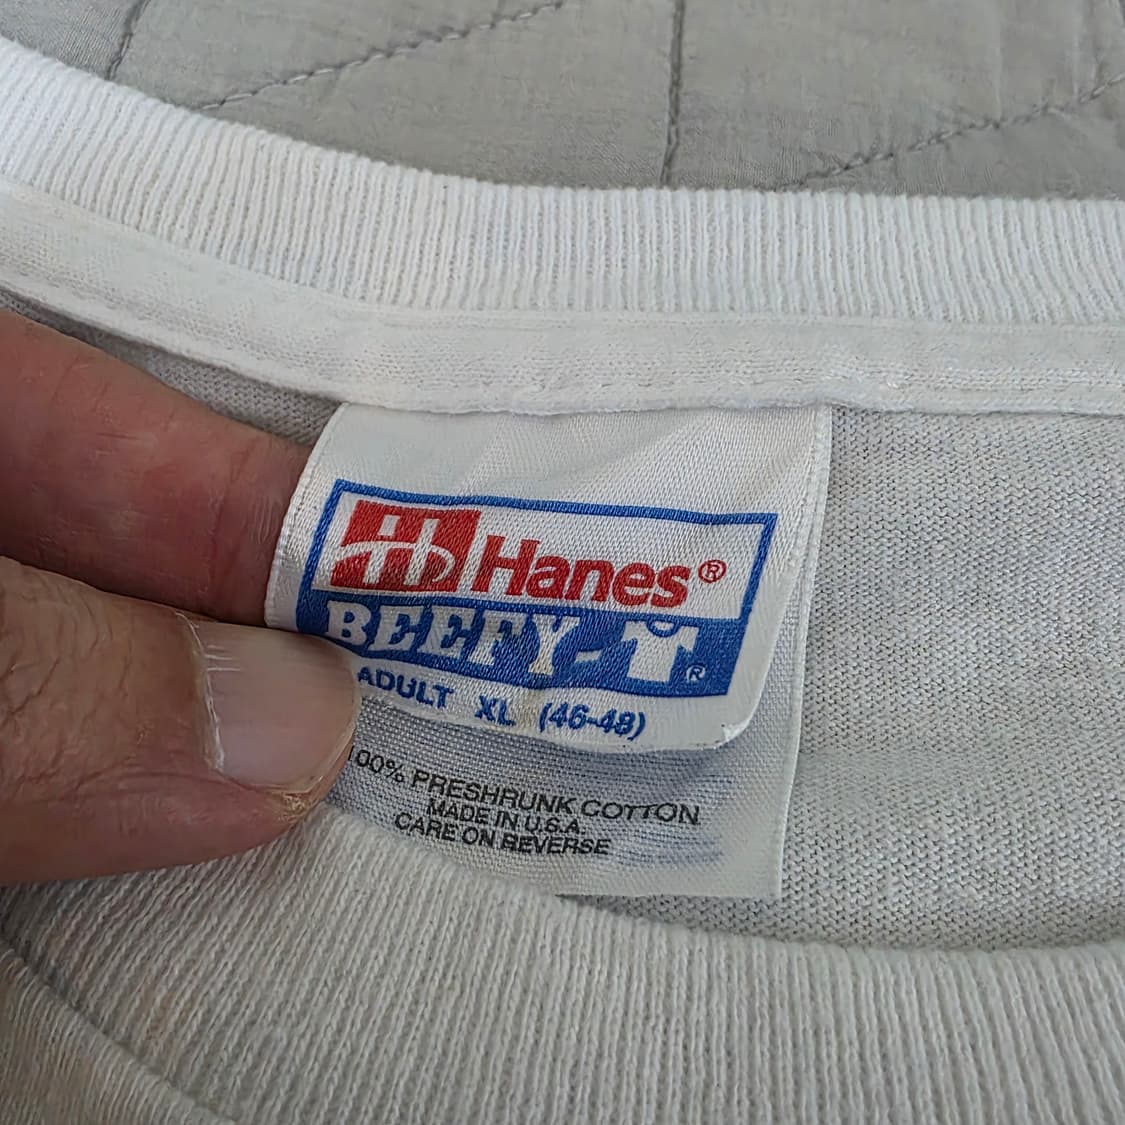 Hanes®
BEEFY-T®
ADULT XL (46-48)
100% PRESHRUNK COTTON
MADE IN U.S.A.
CARE ON REVERSE